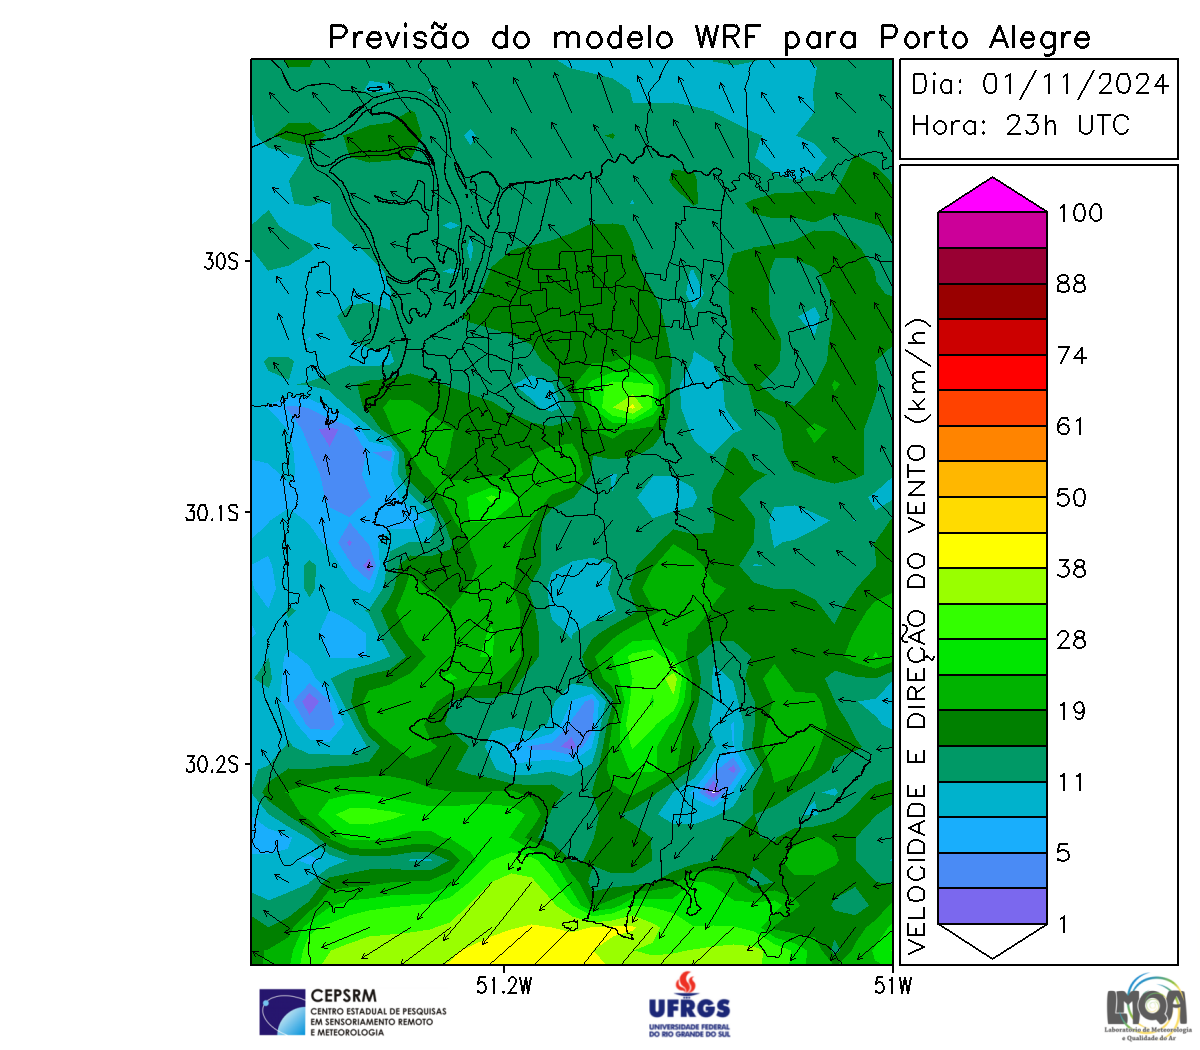 Previsão do modelo WRF para Porto Alegre
Dia: 01/11/2024
Hora: 23h UTC
30S
30.1S
30.2S
51.2W
51W
VELOCIDADE E DIREÇÃO DO VENTO (km/h)
100
88
74
61
50
38
28
19
11
5
1
CEPSRM
CENTRO ESTADUAL DE PESQUISAS
EM SENSORIAMENTO REMOTO
E METEOROLOGIA
UFRGS
UNIVERSIDADE FEDERAL
DO RIO GRANDE DO SUL
LMQA
Laboratório de Meteorologia
e Qualidade do Ar